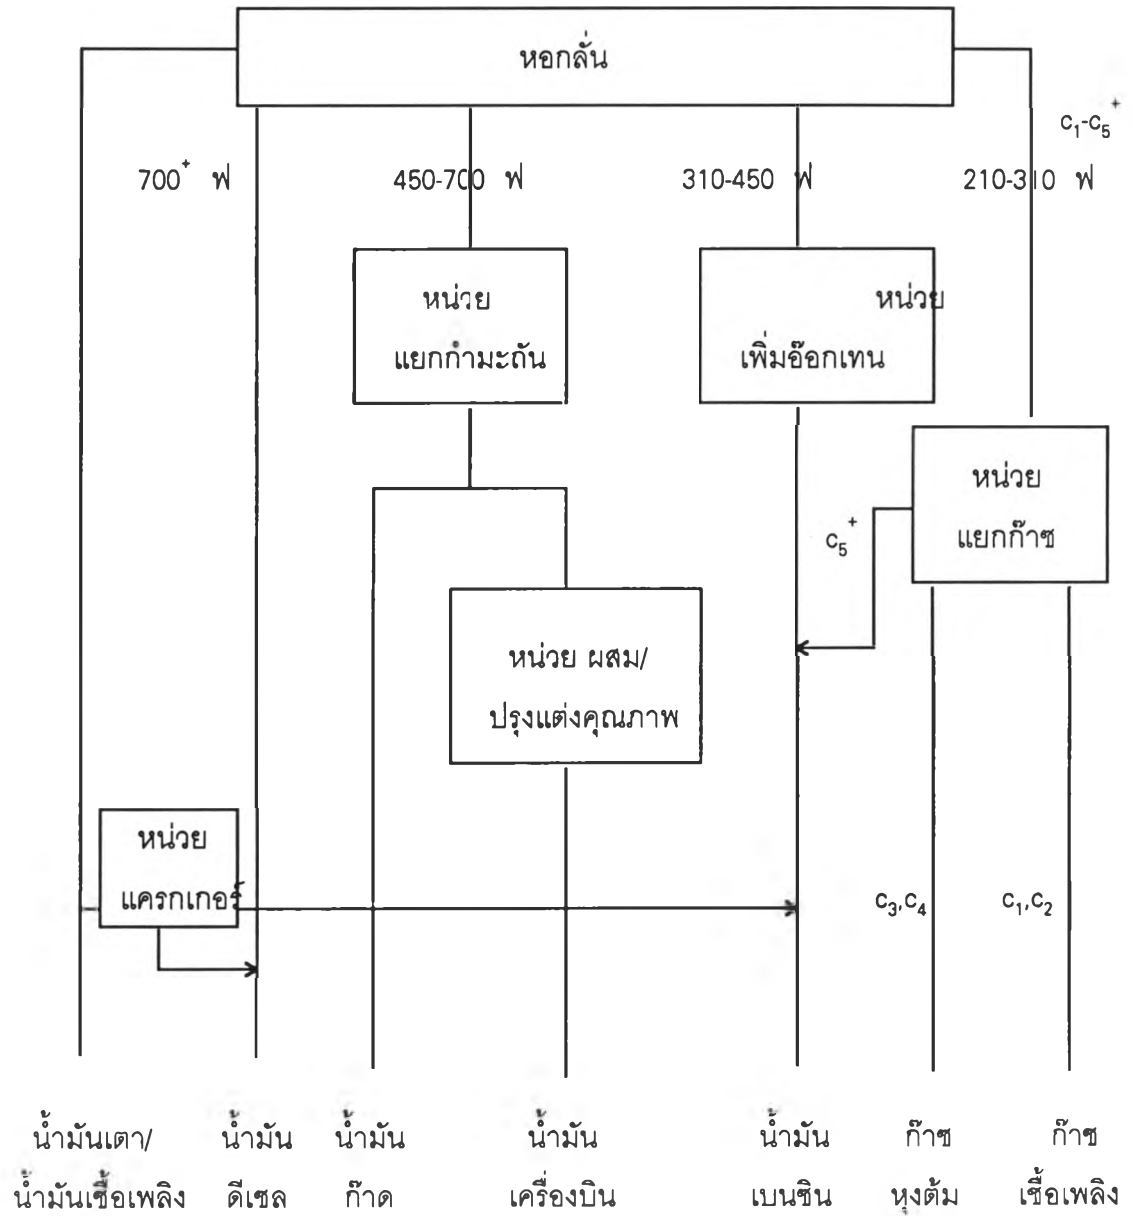 หอกลั่น
c₁-c₅⁺
700⁺ ฟ 450-700 ฟ 310-450 ฟ 210-310 ฟ
หน่วย
แยกกำมะถัน
หน่วย
เพิ่มอ๊อกเทน
หน่วย
แยกก๊าซ
c₅⁺
หน่วย ผสม/
ปรุงแต่งคุณภาพ
หน่วย
แครกเกอร์
c₃,c₄ c₁,c₂
น้ำมันเตา/ น้ำมัน น้ำมัน น้ำมัน น้ำมัน ก๊าซ ก๊าซ
น้ำมันเชื้อเพลิง ดีเซล ก๊าด เครื่องบิน เบนซิน หุงต้ม เชื้อเพลิง